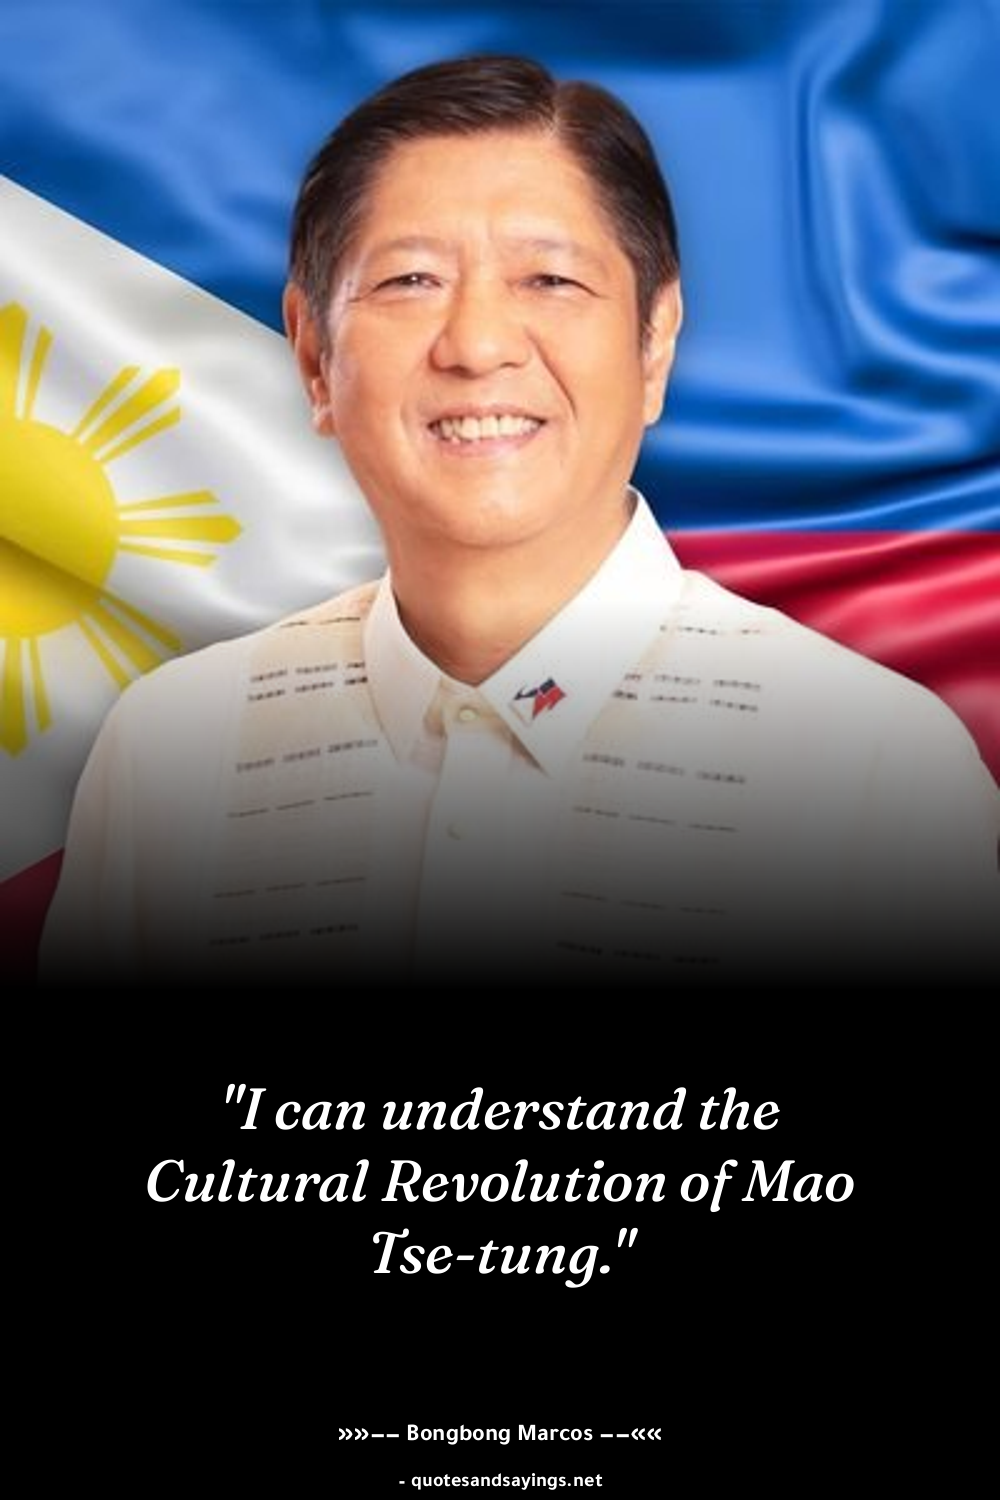 "I can understand the
Cultural Revolution of Mao
Tse-tung."
»»–– Bongbong Marcos ––««
- quotesandsayings.net